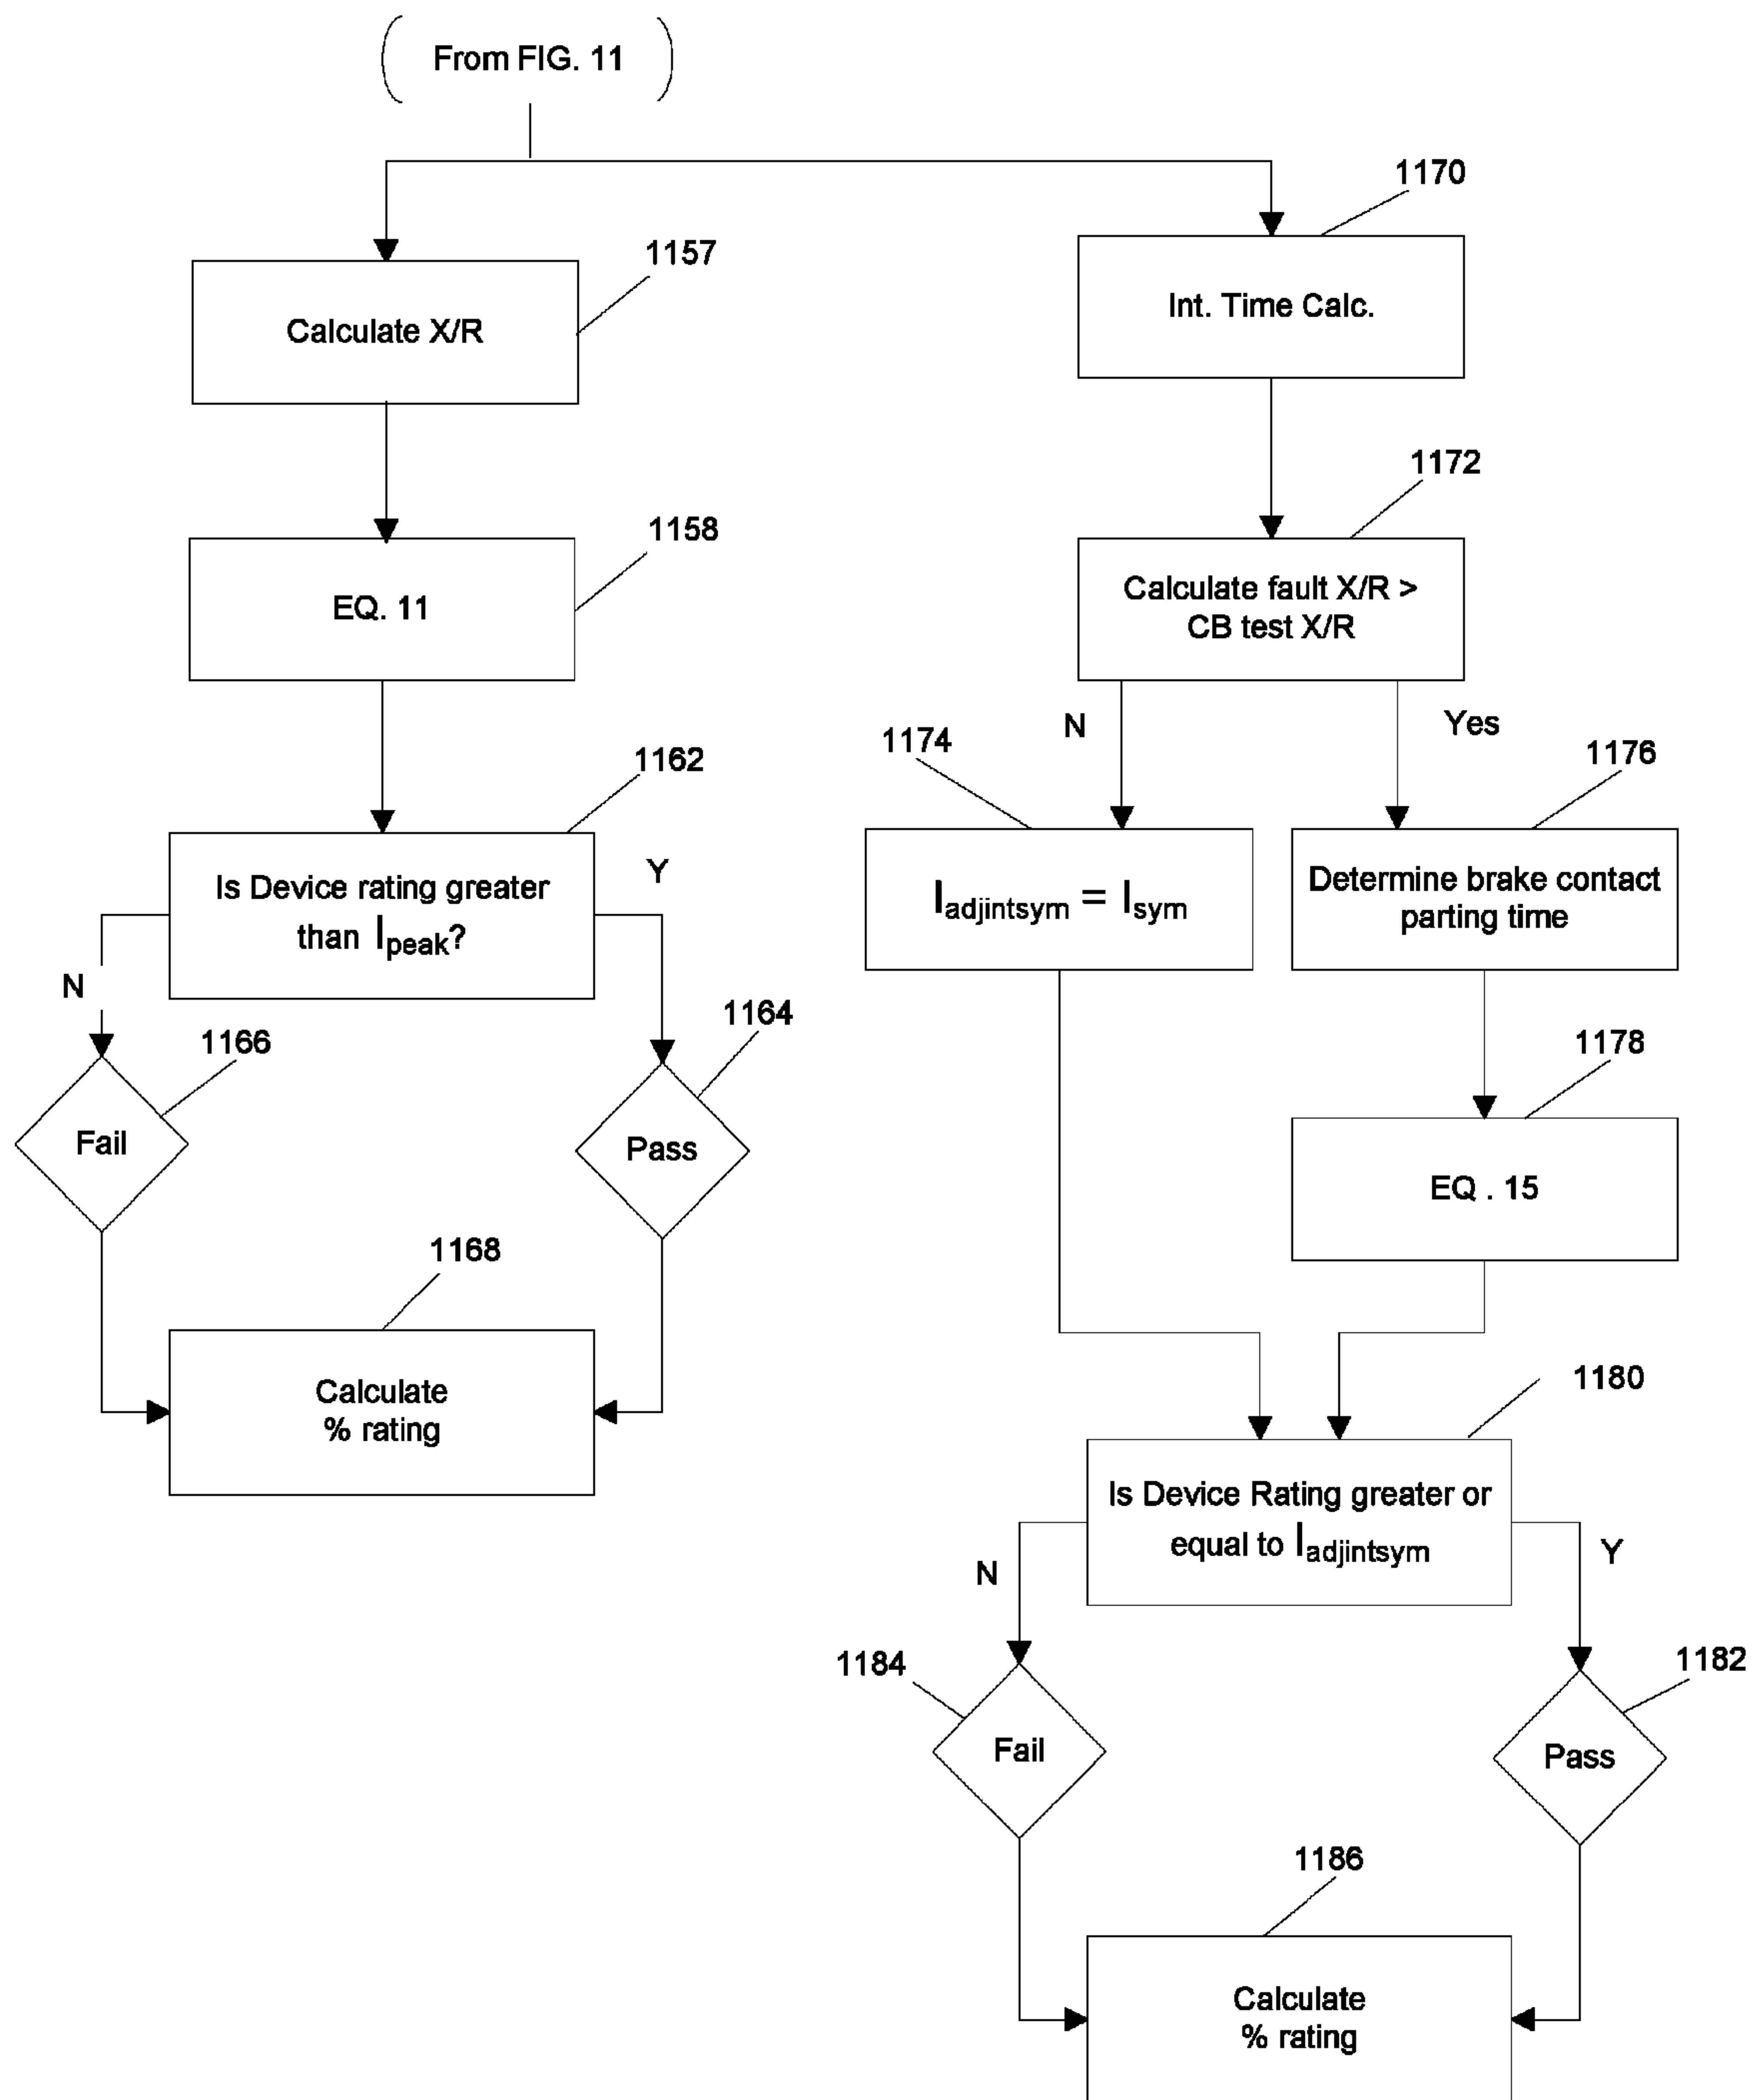 From FIG. 11
1157
Calculate X/R
1158
EQ. 11
1162
Is Device rating greater
than Ipeak?
N
Y
1166
Fail
1164
Pass
1168
Calculate
% rating
1170
Int. Time Calc.
1172
Calculate fault X/R >
CB test X/R
N
Yes
1174
Iadjintsym = Isym
1176
Determine brake contact
parting time
1178
EQ . 15
1180
Is Device Rating greater or
equal to Iadjintsym
N
Y
1184
Fail
1182
Pass
1186
Calculate
% rating